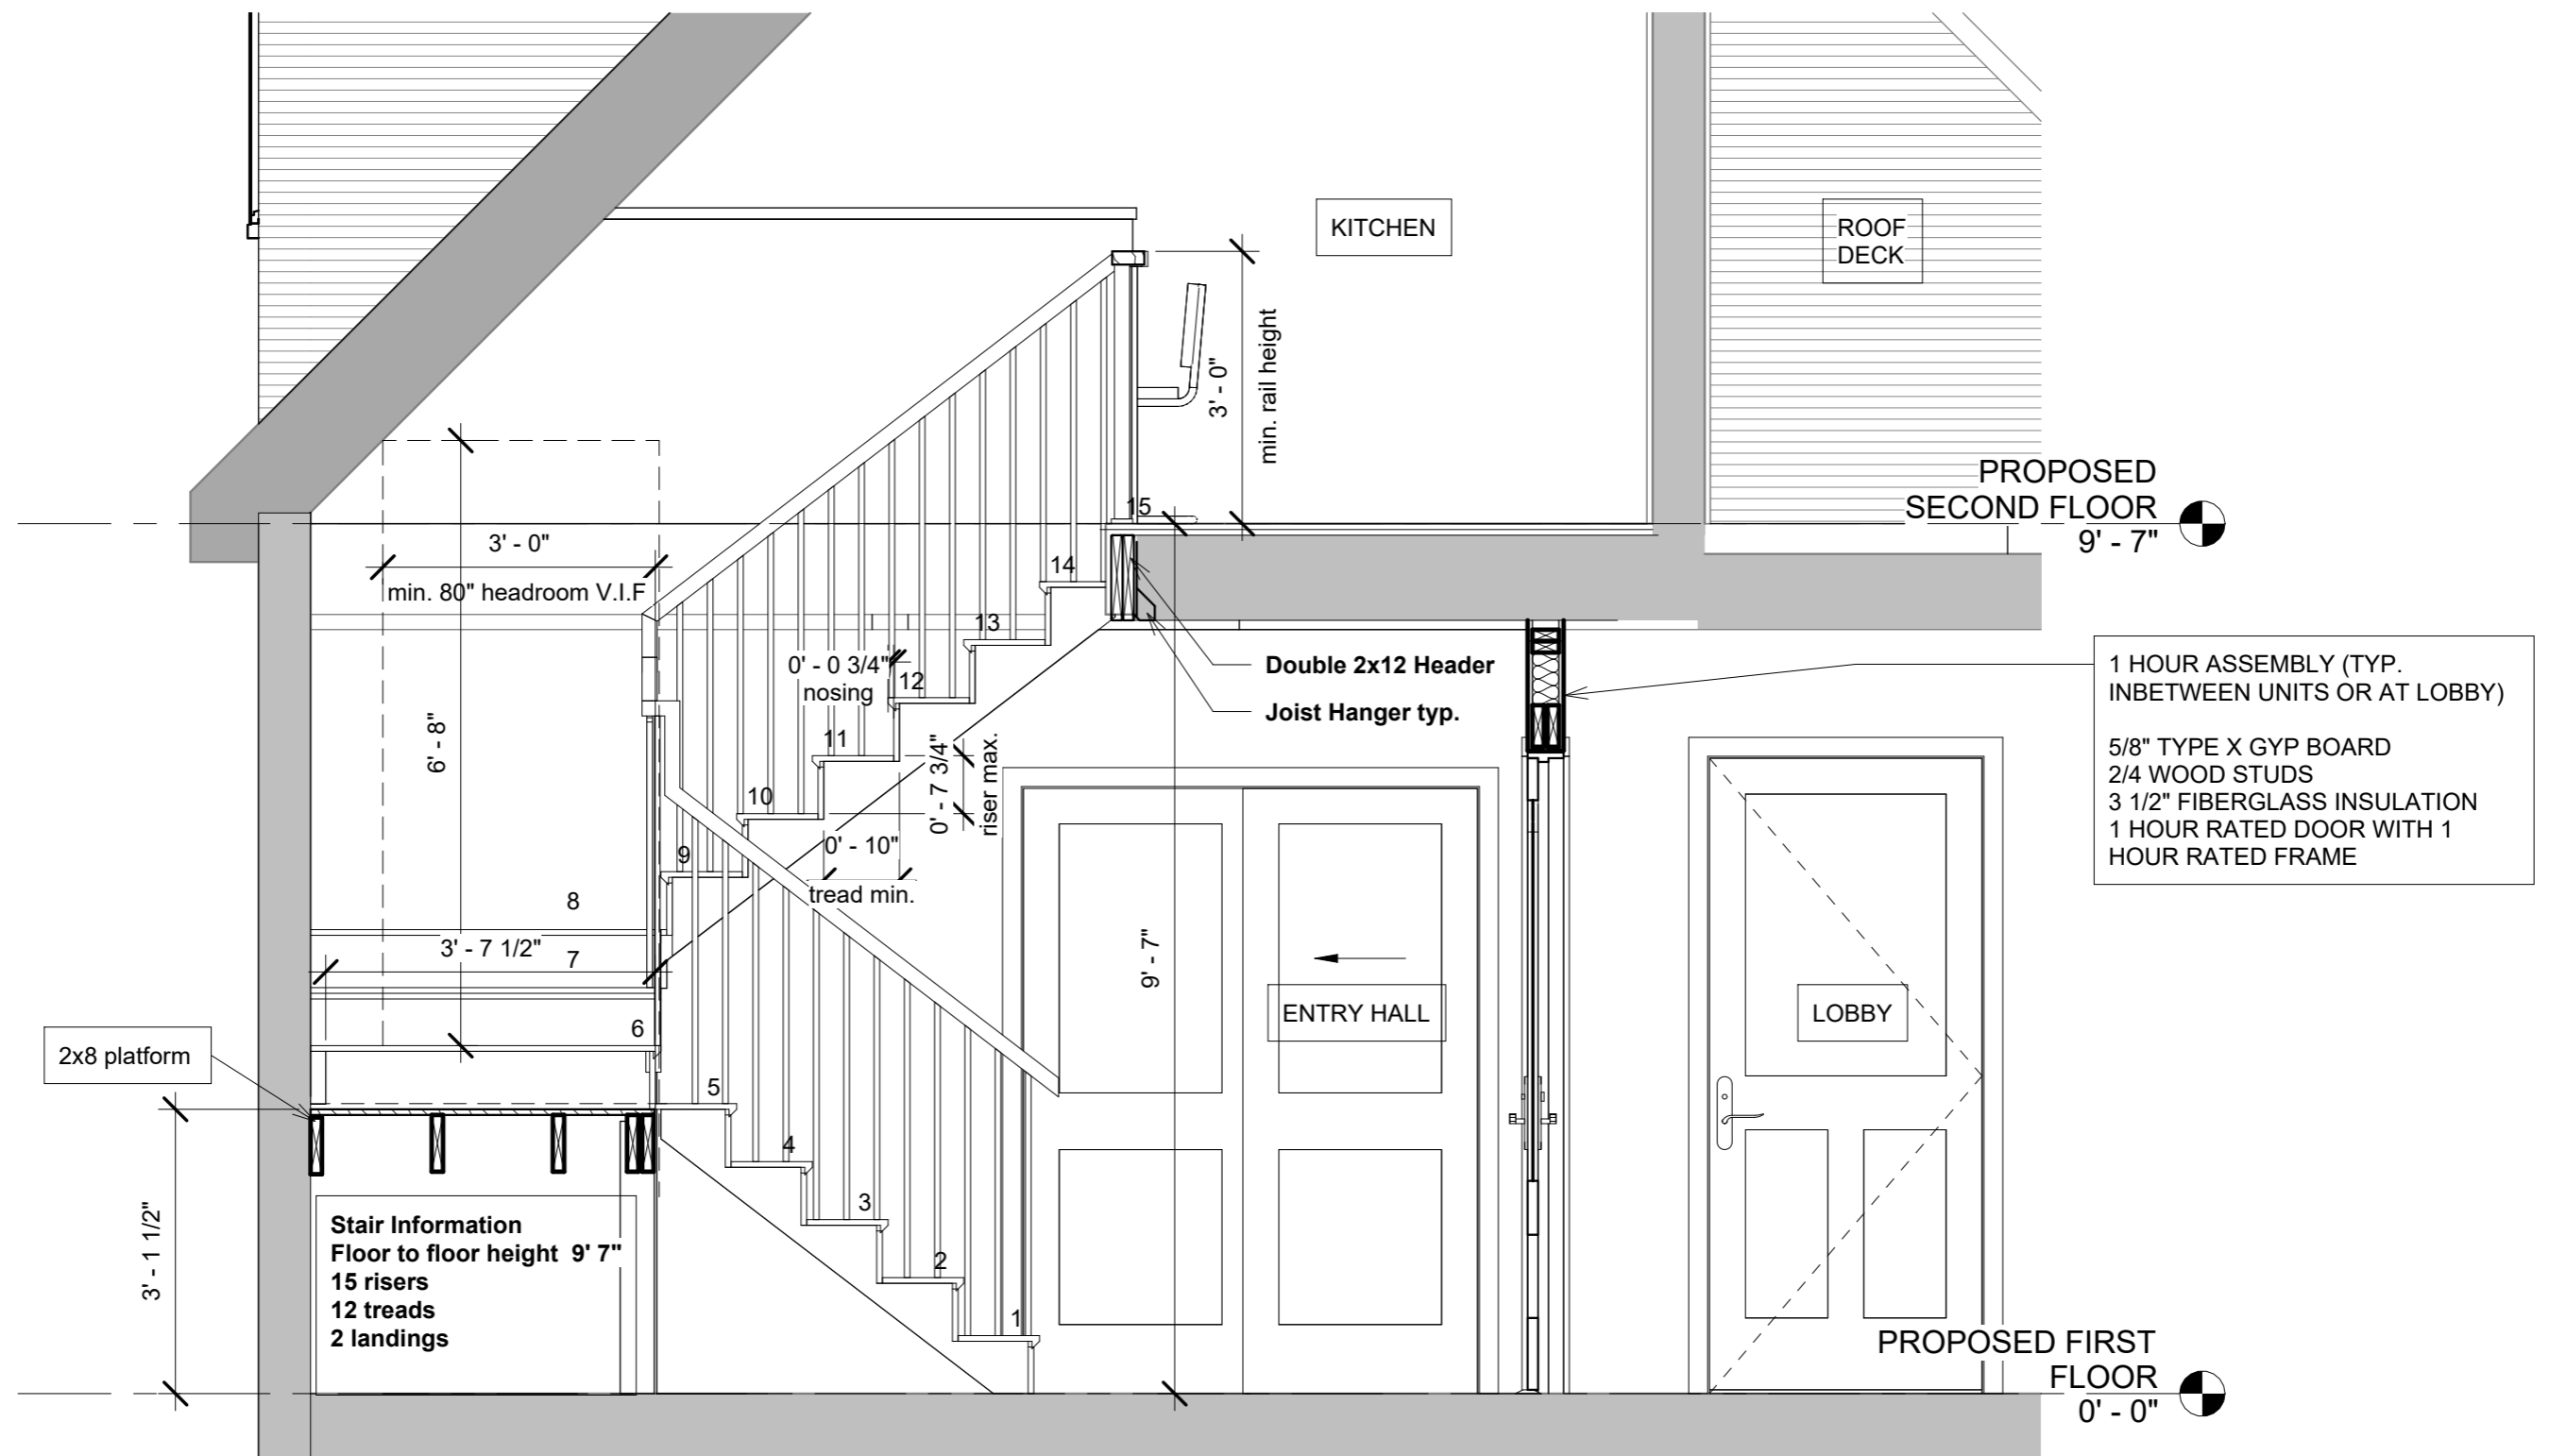 KITCHEN
ROOF
DECK
3' - 0"
min. rail height
PROPOSED
SECOND FLOOR
9' - 7"
3' - 0"
min. 80" headroom V.I.F
6' - 8"
15
14
13
0' - 0 3/4"
nosing
12
11
10
9
8
7
6
5
4
3
2
1
0' - 7 3/4"
riser max.
0' - 10"
tread min.
Double 2x12 Header
Joist Hanger typ.
1 HOUR ASSEMBLY (TYP.
INBETWEEN UNITS OR AT LOBBY)
5/8" TYPE X GYP BOARD
2/4 WOOD STUDS
3 1/2" FIBERGLASS INSULATION
1 HOUR RATED DOOR WITH 1
HOUR RATED FRAME
3' - 7 1/2"
9' - 7"
ENTRY HALL
LOBBY
2x8 platform
3' - 1 1/2"
Stair Information
Floor to floor height 9' 7"
15 risers
12 treads
2 landings
PROPOSED FIRST
FLOOR
0' - 0"